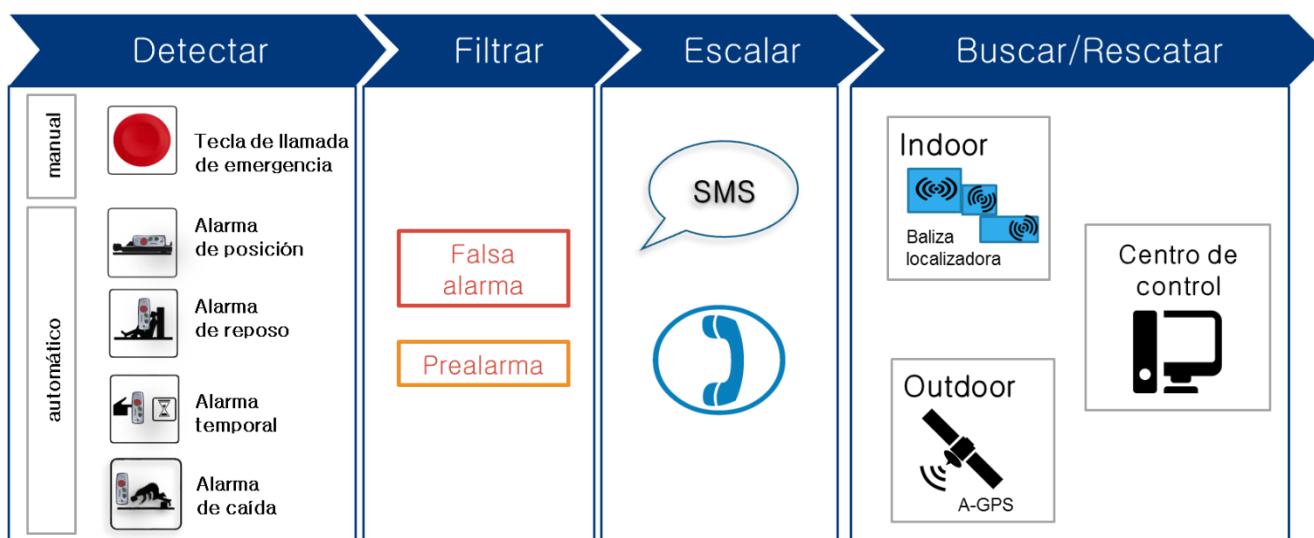 Detectar
Filtrar
Escalar
Buscar/Rescatar
manual
Tecla de llamada
de emergencia
automático
Alarma
de posición
Alarma
de reposo
Alarma
temporal
Alarma
de caída
Falsa
alarma
Prealarma
SMS
Indoor
Baliza
localizadora
Outdoor
A-GPS
Centro de
control